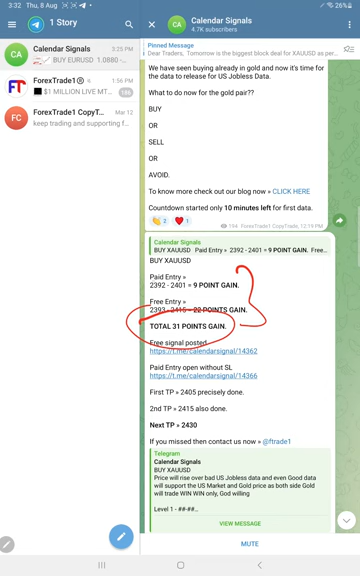 3:32 Thu, 8 Aug
26%
1 Story
CA
Calendar Signals
3:25 PM
BUY EURUSD 1.0880 -...
FT
ForexTrade1
1:56 PM
$1 MILLION LIVE MT...
FC
ForexTrade1 CopyTrade, ...
Mar 12
keep trading and supporting f...
CA
Calendar Signals
4.7K subscribers
Pinned Message
Dear Traders, Tomorrow is the biggest block deal for XAUUSD as per...
We have seen buying already in gold and now it's time for
the data to release for US Jobless Data.
What to do now for the gold pair??
BUY
OR
SELL
OR
AVOID.
To know more check out our blog now » CLICK HERE
Countdown started only 10 minutes left for first data.
2 1
194 ForexTrade1 CopyTrade, 12:19 PM
Calendar Signals
BUY XAUUSD Paid Entry » 2392 - 2401 = 9 POINT GAIN. Free...
BUY XAUUSD
Paid Entry »
2392 - 2401 = 9 POINT GAIN.
Free Entry »
2393 - 2415 = 22 POINTS GAIN.
TOTAL 31 POINTS GAIN.
Free signal posted
https://t.me/calendarsignal/14362
Paid Entry open without SL
https://t.me/calendarsignal/14366
First TP » 2405 precisely done.
2nd TP » 2415 also done.
Next TP » 2430
If you missed then contact us now » @ftrade1
Telegram
Calendar Signals
BUY XAUUSD
Price will rise over bad US Jobless data and even Good data
will support the US Market and Gold price as both side Gold
will trade WIN WIN only, God willing
Level 1 - ##-##..
VIEW MESSAGE
MUTE